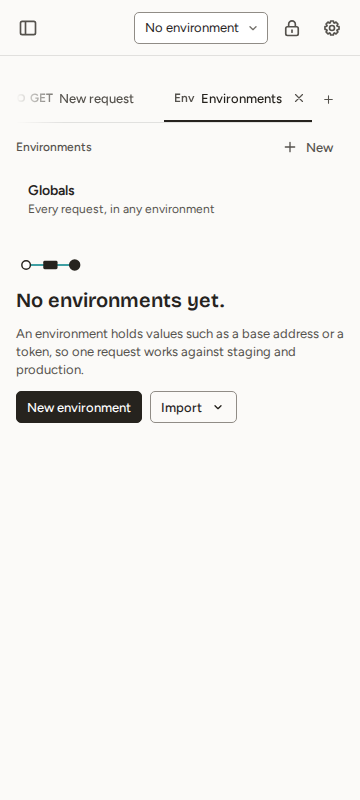 No environment
GET New request
Env Environments
Environments
New
Globals
Every request, in any environment
No environments yet.
An environment holds values such as a base address or a
token, so one request works against staging and
production.
New environment
Import